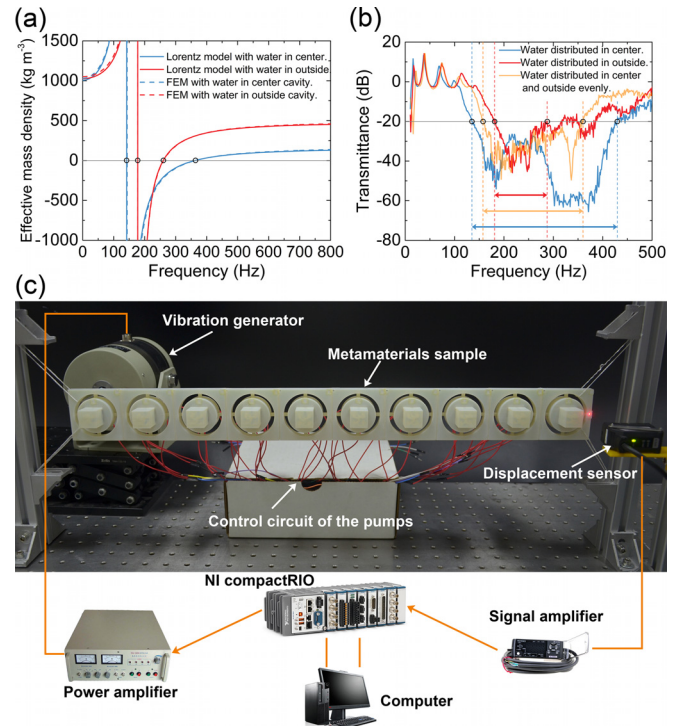 (a)
1500
1000
500
0
-500
-1000
Effective mass density (kg m⁻³)
Lorentz model with water in center.
Lorentz model with water in outside.
FEM with water in center cavity.
FEM with water in outside cavity.
0 100 200 300 400 500 600 700 800
Frequency (Hz)
(b)
20
0
-20
-40
-60
-80
Transmittance (dB)
Water distributed in center.
Water distributed in outside.
Water distributed in center
and outside evenly.
0 100 200 300 400 500
Frequency (Hz)
(c)
Vibration generator
Metamaterials sample
Displacement sensor
Control circuit of the pumps
NI compactRIO
Signal amplifier
Power amplifier
Computer